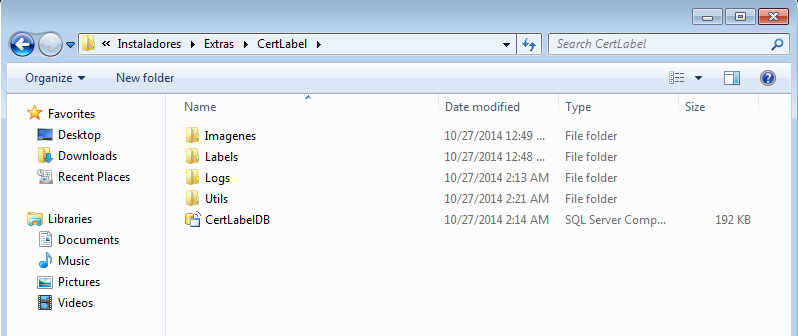 « Instaladores ▸ Extras ▸ CertLabel ▸ Search CertLabel
Organize New folder
Name Date modified Type Size
Favorites
Desktop
Downloads
Recent Places
Libraries
Documents
Music
Pictures
Videos
Imagenes 10/27/2014 12:49 ... File folder
Labels 10/27/2014 12:48 ... File folder
Logs 10/27/2014 2:13 AM File folder
Utils 10/27/2014 2:21 AM File folder
CertLabelDB 10/27/2014 2:14 AM SQL Server Comp... 192 KB